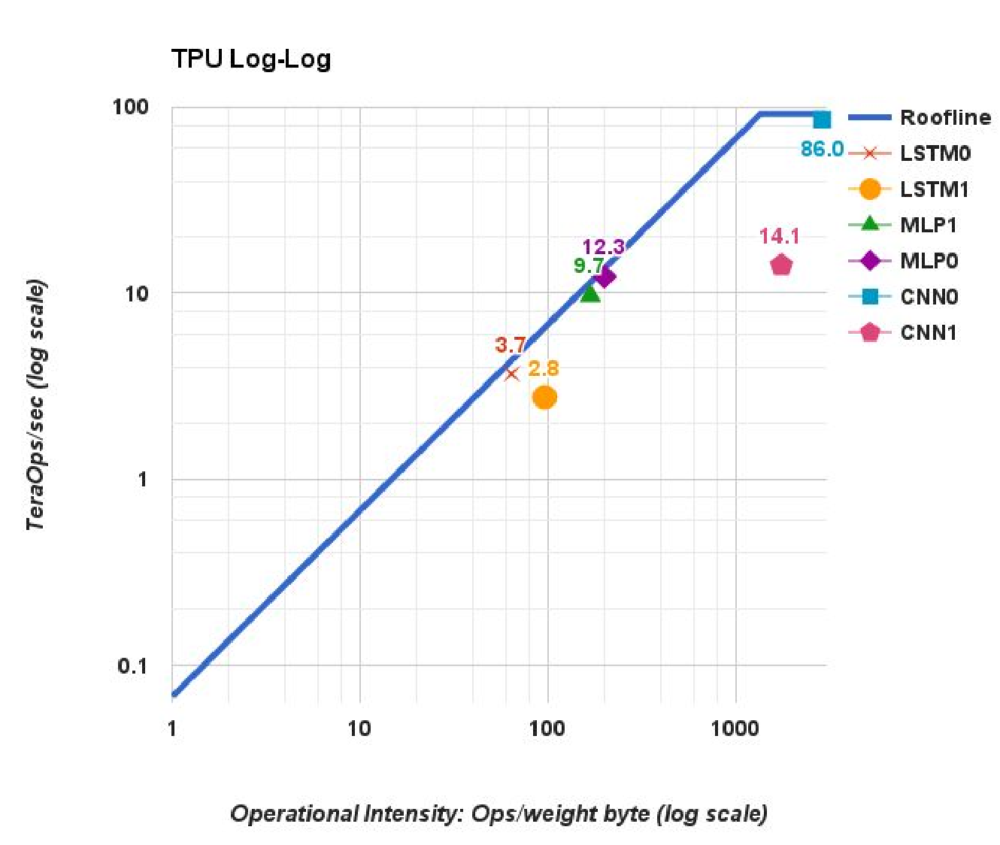 TPU Log-Log
100
10
1
0.1
TeraOps/sec (log scale)
1 10 100 1000
Operational Intensity: Ops/weight byte (log scale)
86.0
14.1
12.3
9.7
3.7
2.8
Roofline
LSTM0
LSTM1
MLP1
MLP0
CNN0
CNN1